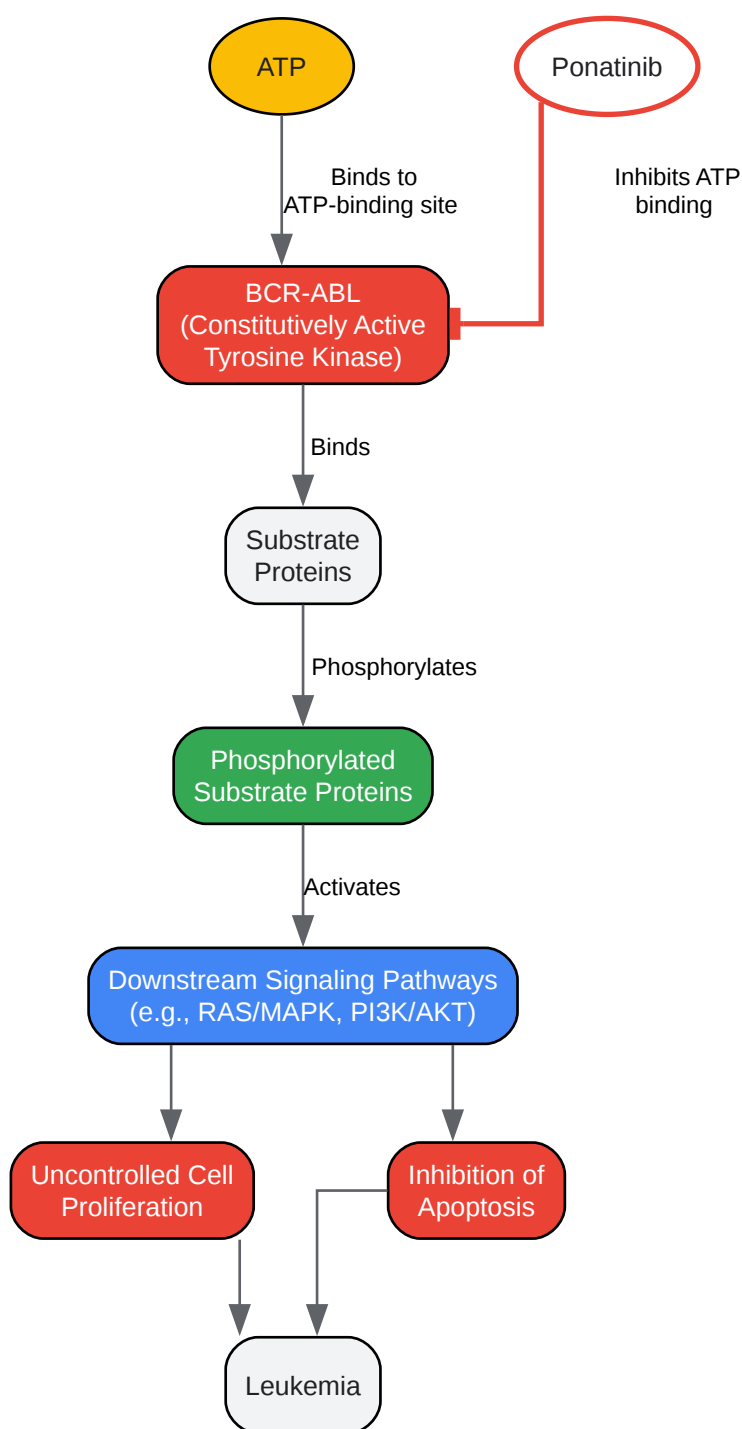 ATP
Ponatinib
Binds to
ATP-binding site
Inhibits ATP
binding
BCR-ABL
(Constitutively Active
Tyrosine Kinase)
Binds
Substrate
Proteins
Phosphorylates
Phosphorylated
Substrate Proteins
Activates
Downstream Signaling Pathways
(e.g., RAS/MAPK, PI3K/AKT)
Uncontrolled Cell
Proliferation
Inhibition of
Apoptosis
Leukemia